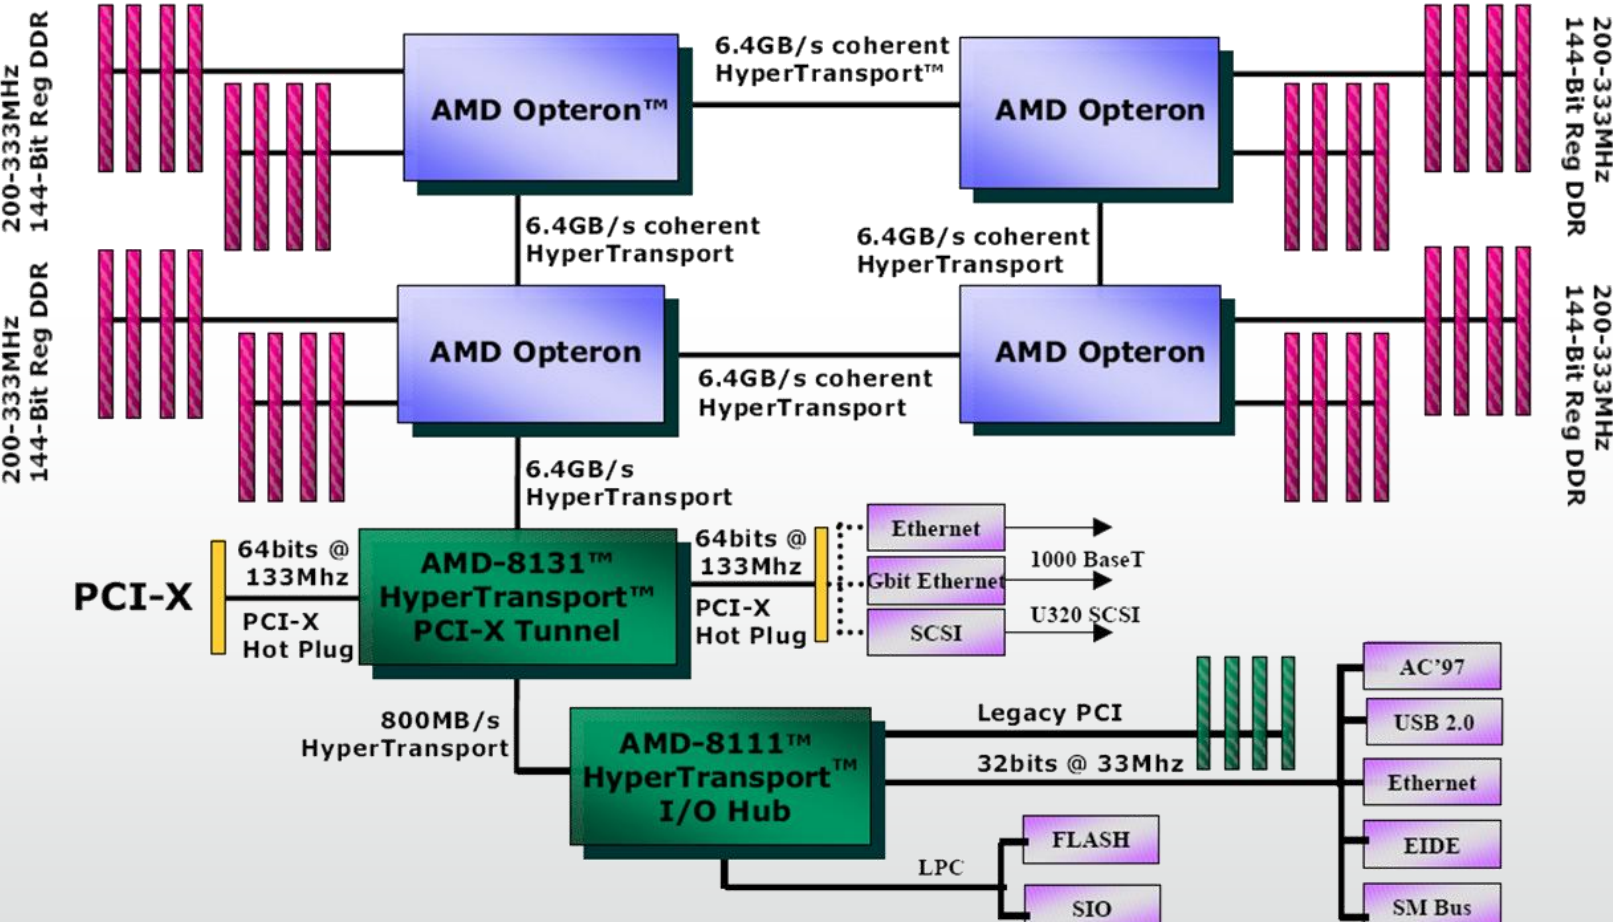 200-333MHz
144-Bit Reg DDR
AMD Opteron™
6.4GB/s coherent
HyperTransport™
AMD Opteron
200-333MHz
144-Bit Reg DDR
6.4GB/s coherent
HyperTransport
6.4GB/s coherent
HyperTransport
200-333MHz
144-Bit Reg DDR
AMD Opteron
6.4GB/s coherent
HyperTransport
AMD Opteron
200-333MHz
144-Bit Reg DDR
6.4GB/s
HyperTransport
PCI-X
64bits @
133Mhz
PCI-X
Hot Plug
AMD-8131™
HyperTransport™
PCI-X Tunnel
64bits @
133Mhz
PCI-X
Hot Plug
Ethernet
1000 BaseT
Gbit Ethernet
U320 SCSI
SCSI
800MB/s
HyperTransport
AMD-8111™
HyperTransport™
I/O Hub
Legacy PCI
32bits @ 33Mhz
AC’97
USB 2.0
Ethernet
EIDE
SM Bus
LPC
FLASH
SIO